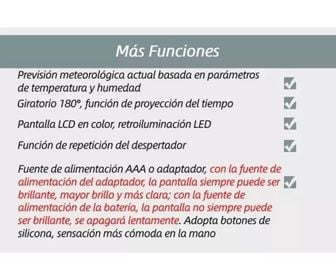 Más Funciones
Previsión meteorológica actual basada en parámetros
de temperatura y humedad
Giratorio 180º, función de proyección del tiempo
Pantalla LCD en color, retroiluminación LED
Función de repetición del despertador
Fuente de alimentación AAA o adaptador, con la fuente de
alimentación del adaptador, la pantalla siempre puede ser
brillante, mayor brillo y más clara; con la fuente de
alimentación de la batería, la pantalla no siempre puede
ser brillante, se apagará lentamente. Adopta botones de
silicona, sensación más cómoda en la mano